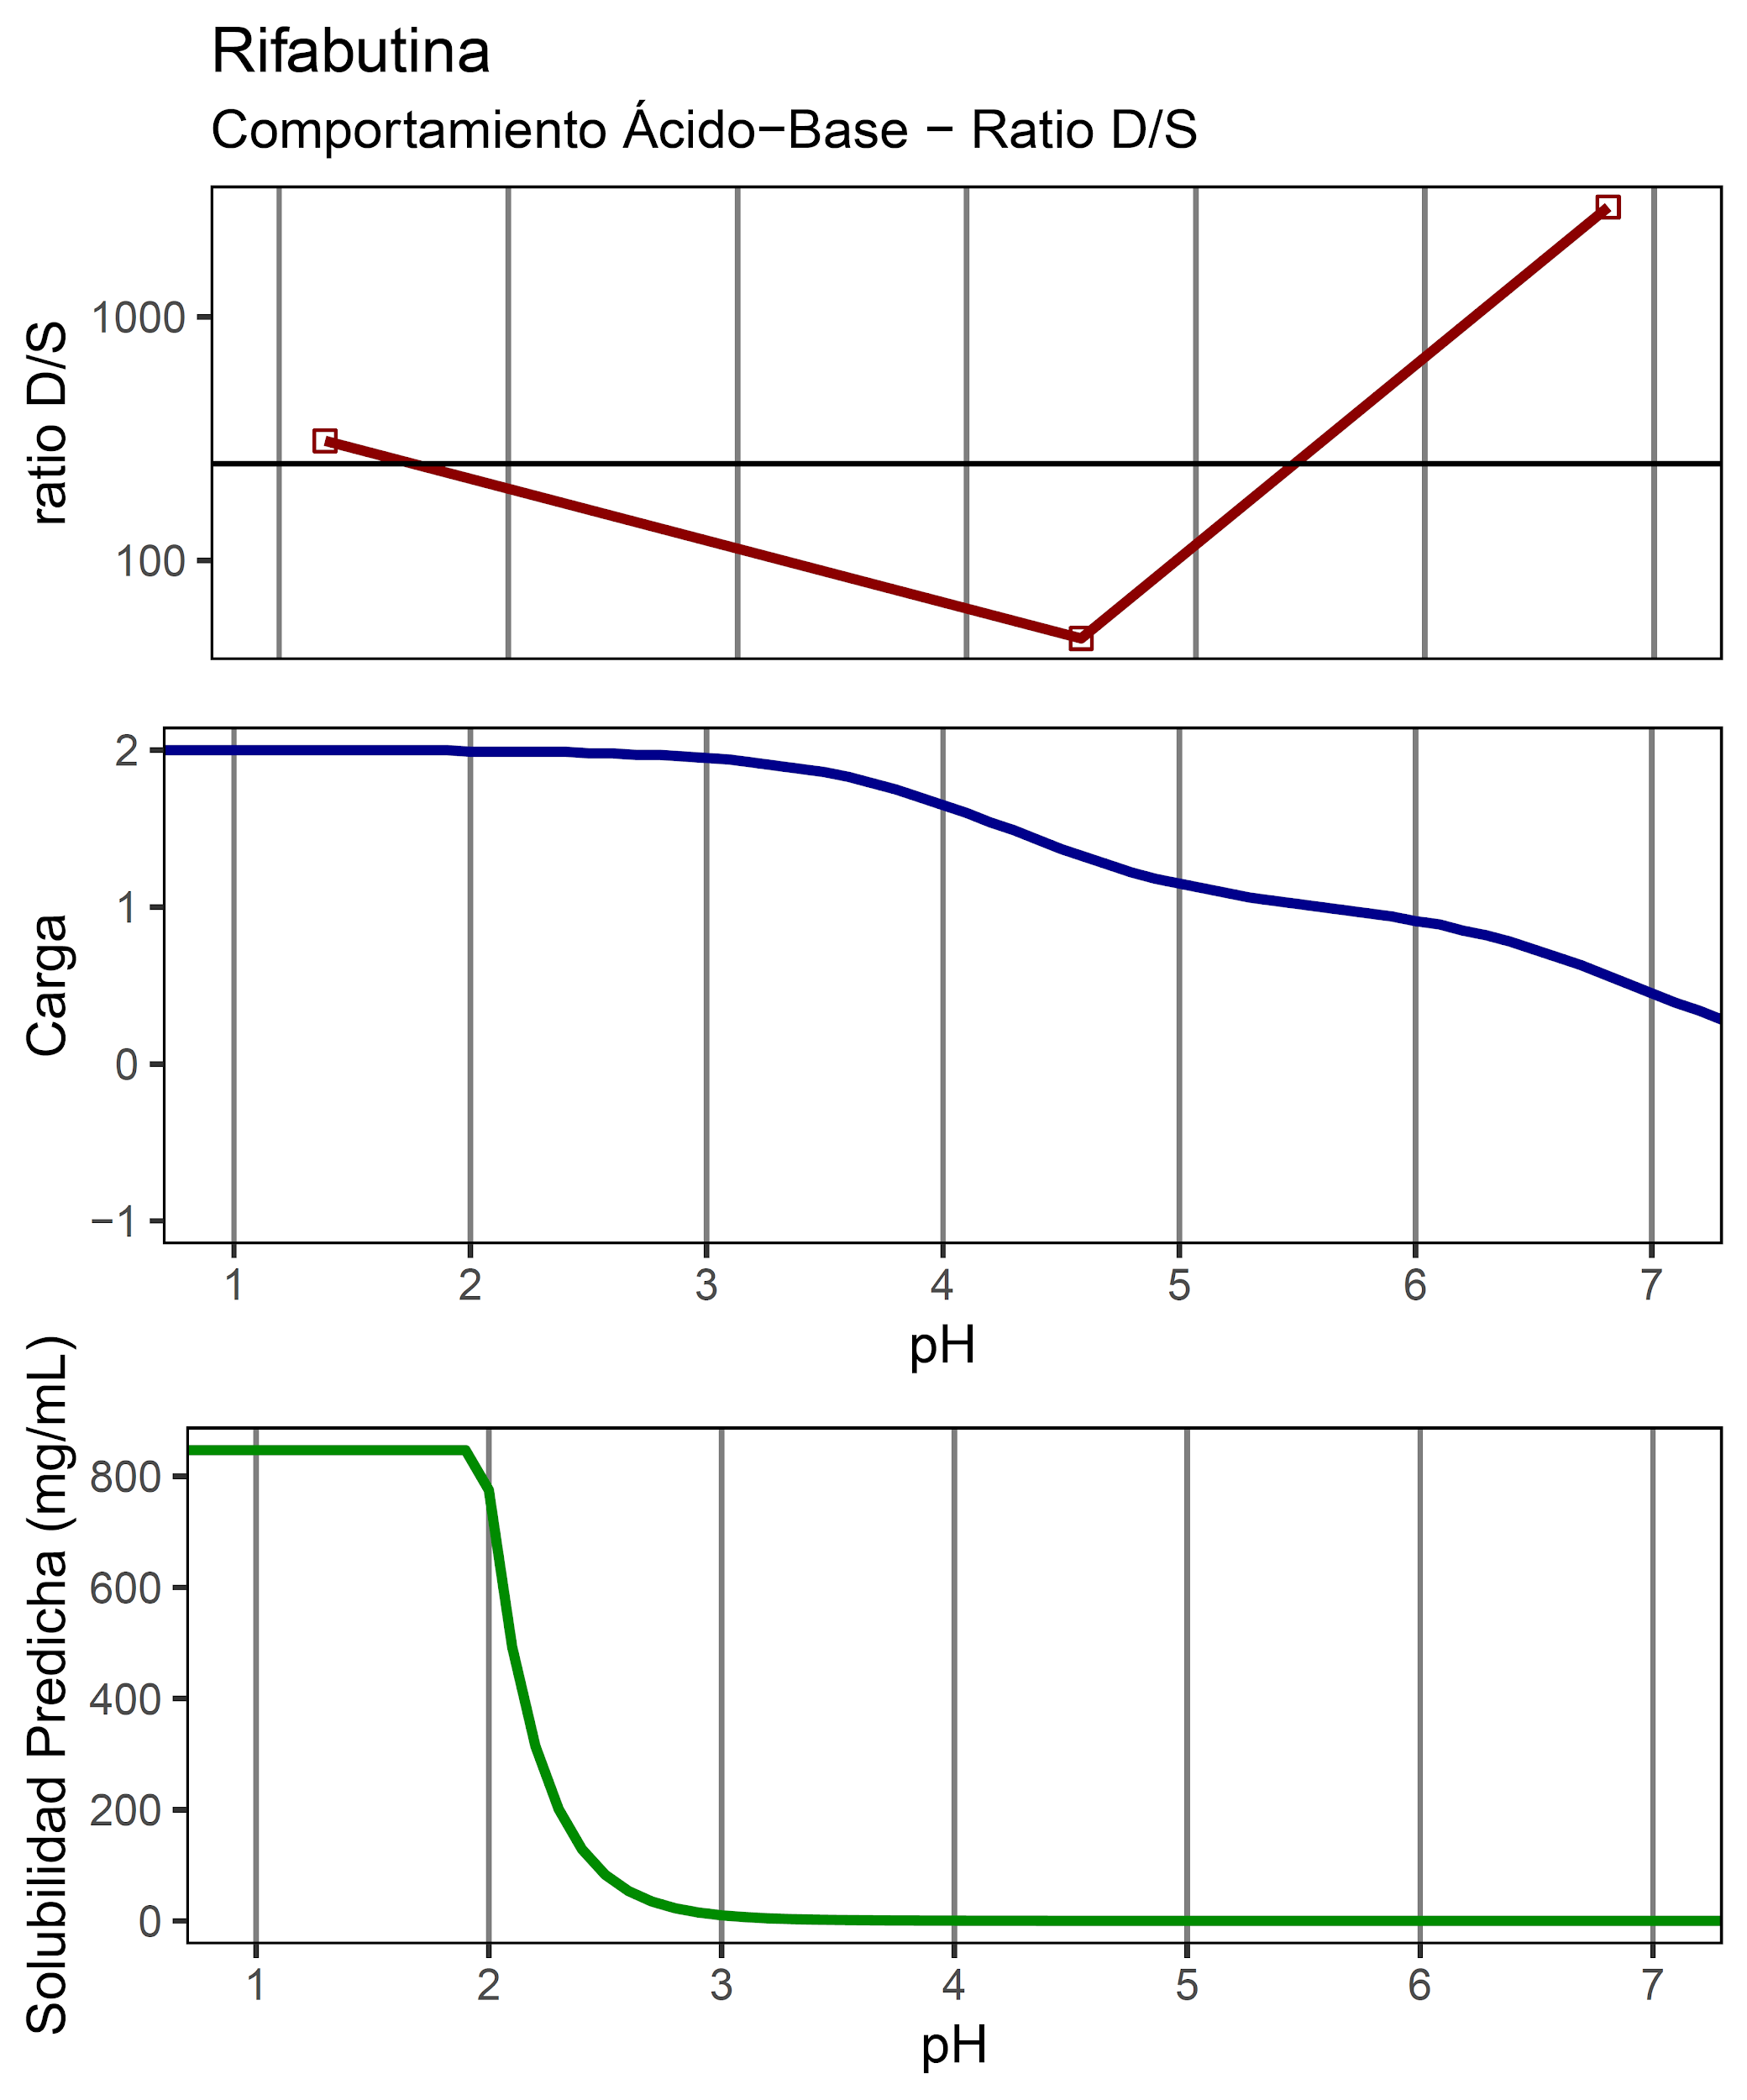 Rifabutina
Comportamiento Ácido−Base − Ratio D/S
ratio D/S
1000
100
Carga
2
1
0
−1
1 2 3 4 5 6 7
pH
Solubilidad Predicha (mg/mL)
800
600
400
200
0
1 2 3 4 5 6 7
pH